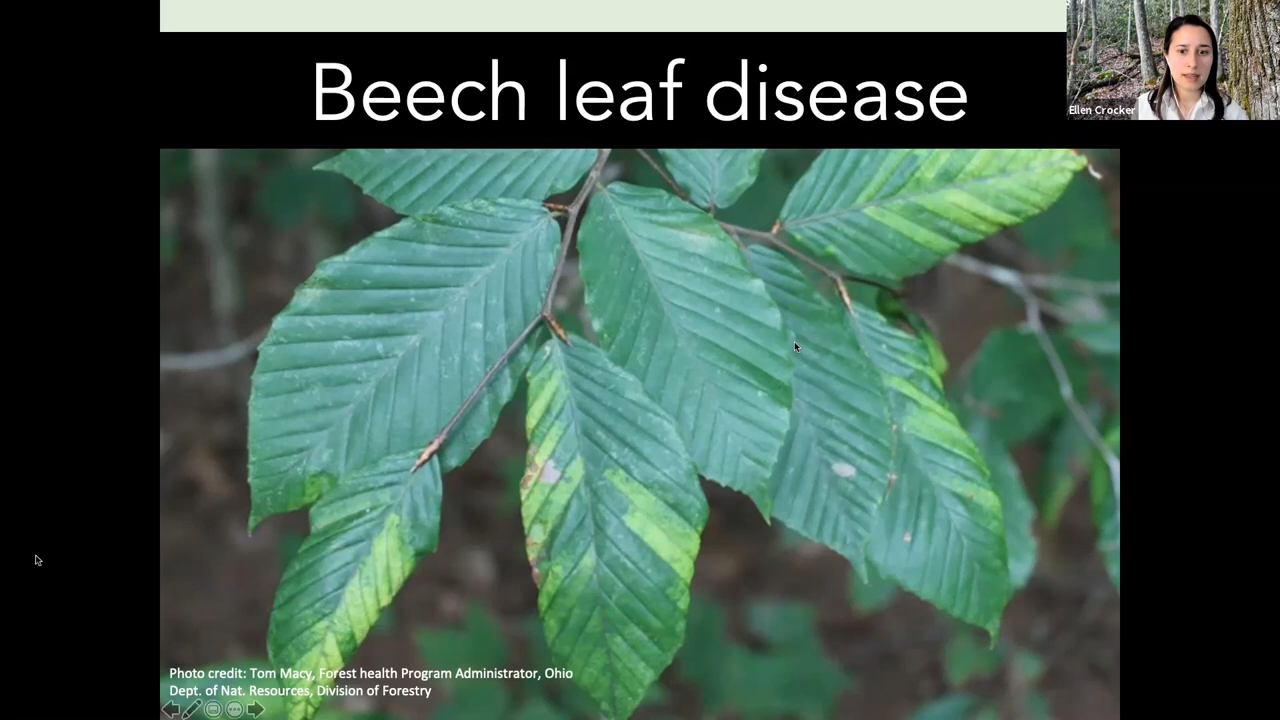 Beech leaf disease
Ellen Crocker
Photo credit: Tom Macy, Forest health Program Administrator, Ohio
Dept. of Nat. Resources, Division of Forestry